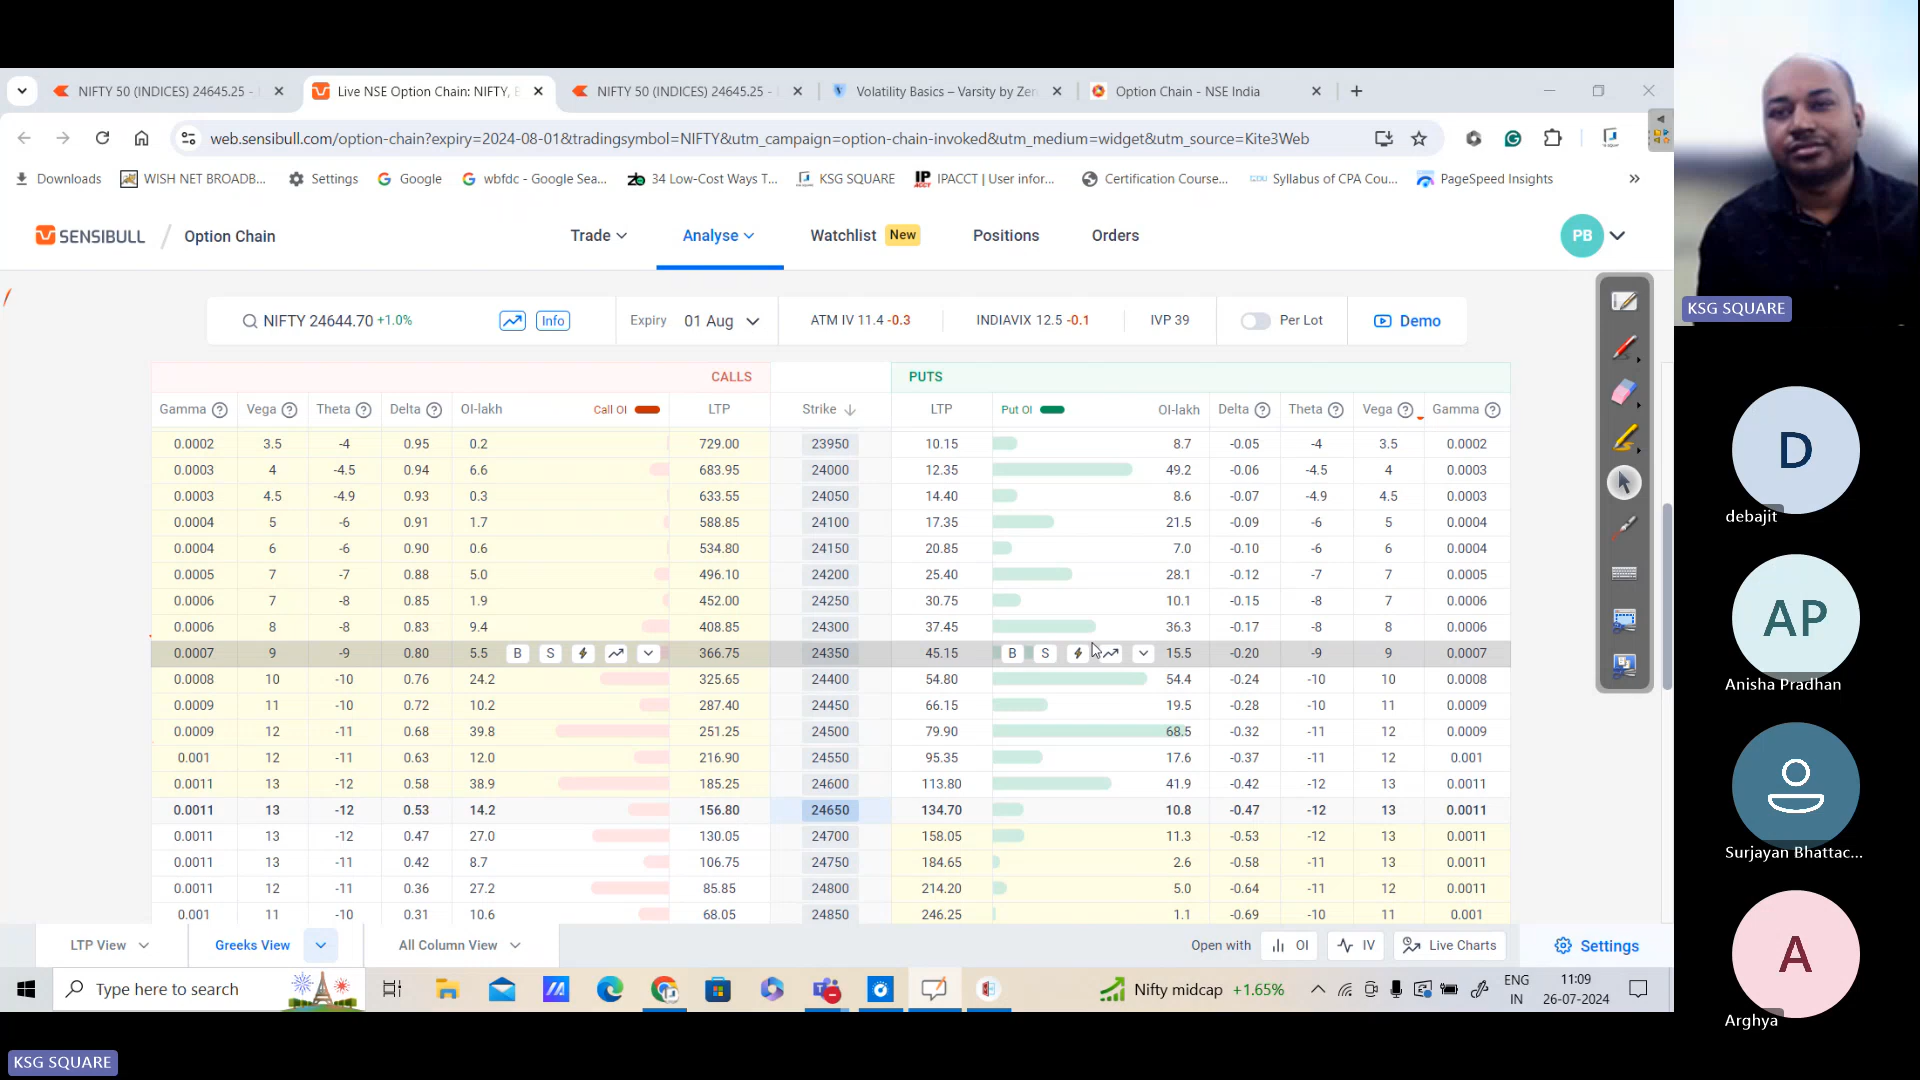 NIFTY 50 (INDICES) 24645.25 -
Live NSE Option Chain: NIFTY, B
NIFTY 50 (INDICES) 24645.25 -
Volatility Basics – Varsity by Zer
Option Chain - NSE India
web.sensibull.com/option-chain?expiry=2024-08-01&tradingsymbol=NIFTY&utm_campaign=option-chain-invoked&utm_medium=widget&utm_source=Kite3Web
Downloads WISH NET BROADB... Settings Google wbfdc - Google Sea... 34 Low-Cost Ways T... KSG SQUARE IPACCT | User infor... Certification Course... Syllabus of CPA Cou... PageSpeed Insights »
SENSIBULL / Option Chain Trade Analyse Watchlist New Positions Orders PB
KSG SQUARE
NIFTY 24644.70 +1.0% Info Expiry 01 Aug ATM IV 11.4 -0.3 INDIAVIX 12.5 -0.1 IVP 39 Per Lot Demo
CALLS PUTS
Gamma Vega Theta Delta OI-lakh Call OI LTP Strike LTP Put OI OI-lakh Delta Theta Vega Gamma
0.0002 3.5 -4 0.95 0.2 729.00 23950 10.15 8.7 -0.05 -4 3.5 0.0002
0.0003 4 -4.5 0.94 6.6 683.95 24000 12.35 49.2 -0.06 -4.5 4 0.0003
0.0003 4.5 -4.9 0.93 0.3 633.55 24050 14.40 8.6 -0.07 -4.9 4.5 0.0003
0.0004 5 -6 0.91 1.7 588.85 24100 17.35 21.5 -0.09 -6 5 0.0004
0.0004 6 -6 0.90 0.6 534.80 24150 20.85 7.0 -0.10 -6 6 0.0004
0.0005 7 -7 0.88 5.0 496.10 24200 25.40 28.1 -0.12 -7 7 0.0005
0.0006 7 -8 0.85 1.9 452.00 24250 30.75 10.1 -0.15 -8 7 0.0006
0.0006 8 -8 0.83 9.4 408.85 24300 37.45 36.3 -0.17 -8 8 0.0006
0.0007 9 -9 0.80 5.5 B S 366.75 24350 45.15 B S 15.5 -0.20 -9 9 0.0007
0.0008 10 -10 0.76 24.2 325.65 24400 54.80 54.4 -0.24 -10 10 0.0008
0.0009 11 -10 0.72 10.2 287.40 24450 66.15 19.5 -0.28 -10 11 0.0009
0.0009 12 -11 0.68 39.8 251.25 24500 79.90 68.5 -0.32 -11 12 0.0009
0.001 12 -11 0.63 12.0 216.90 24550 95.35 17.6 -0.37 -11 12 0.001
0.0011 13 -12 0.58 38.9 185.25 24600 113.80 41.9 -0.42 -12 13 0.0011
0.0011 13 -12 0.53 14.2 156.80 24650 134.70 10.8 -0.47 -12 13 0.0011
0.0011 13 -12 0.47 27.0 130.05 24700 158.05 11.3 -0.53 -12 13 0.0011
0.0011 13 -11 0.42 8.7 106.75 24750 184.65 2.6 -0.58 -11 13 0.0011
0.0011 12 -11 0.36 27.2 85.85 24800 214.20 5.0 -0.64 -11 12 0.0011
0.001 11 -10 0.31 10.6 68.05 24850 246.25 1.1 -0.69 -10 11 0.001
LTP View Greeks View All Column View Open with OI IV Live Charts Settings
Type here to search
Nifty midcap +1.65%
ENG
IN
11:09
26-07-2024
D
debajit
AP
Anisha Pradhan
Surjayan Bhattac...
A
Arghya
KSG SQUARE